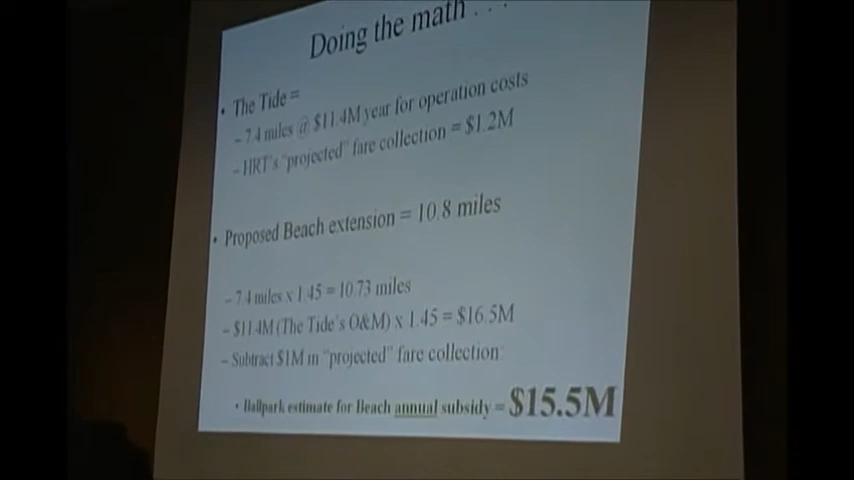 Doing the math . . .
• The Tide =
– 7.4 miles @ $11.4M year for operation costs
– HRT's "projected" fare collection = $1.2M
• Proposed Beach extension = 10.8 miles
– 7.4 miles x 1.45 = 10.73 miles
– $11.4M (The Tide's O&M) x 1.45 = $16.5M
– Subtract $1M in "projected" fare collection:
• Ballpark estimate for Beach annual subsidy = $15.5M